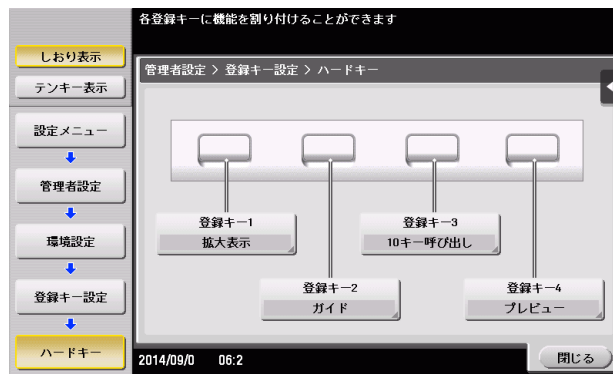 各登録キーに機能を割り付けることができます
しおり表示
テンキー表示
設定メニュー
管理者設定
環境設定
登録キー設定
ハードキー
管理者設定 > 登録キー設定 > ハードキー
登録キー1
拡大表示
登録キー3
10キー呼び出し
登録キー2
ガイド
登録キー4
プレビュー
2014/09/0 06:2
閉じる